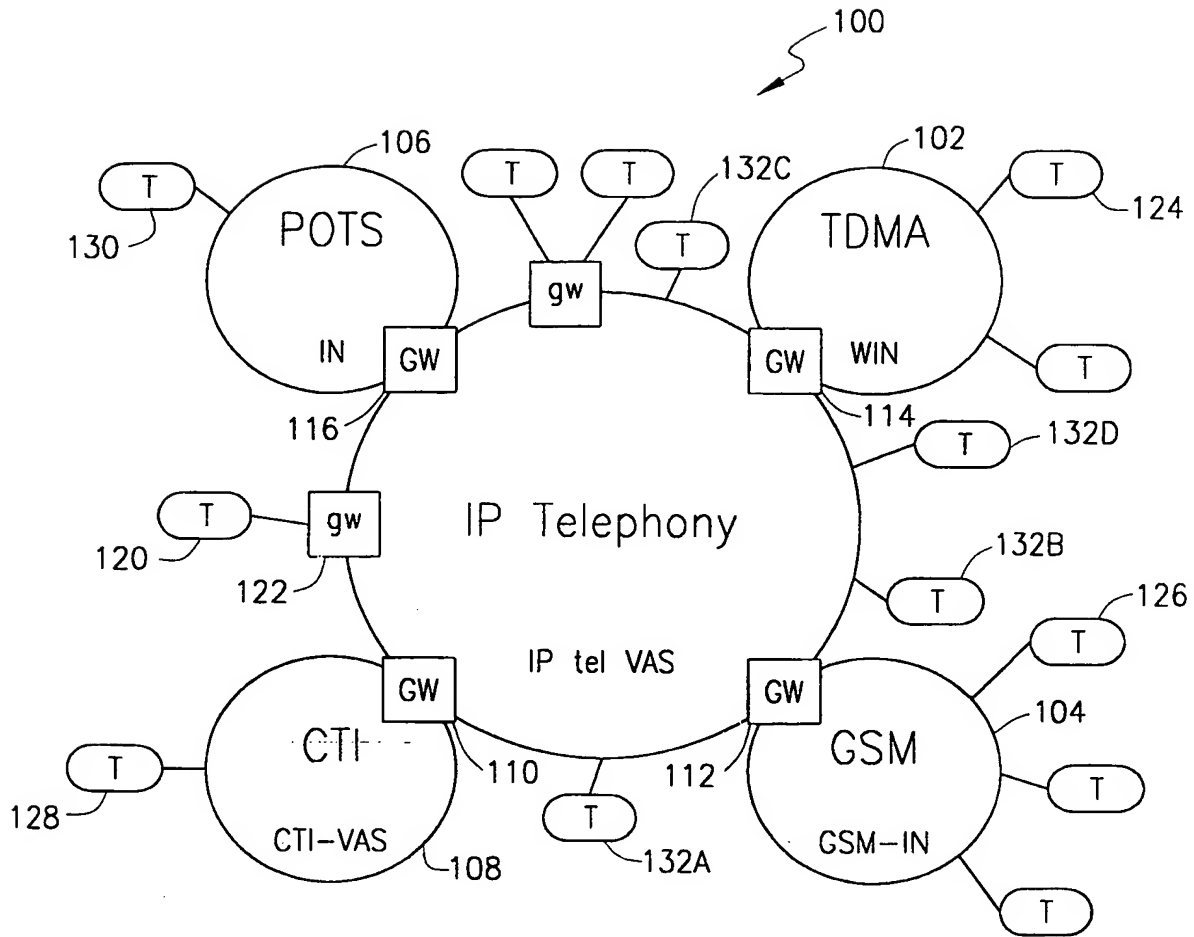 100
106
102
T
T
T
132C
T
T
130
POTS
TDMA
124
gw
IN
GW
GW
WIN
T
116
114
T
132D
T
gw
IP Telephony
120
122
132B
T
126
T
IP tel VAS
GW
GW
104
CTI
GSM
T
110
112
T
128
T
CTI-VAS
GSM-IN
108
132A
T